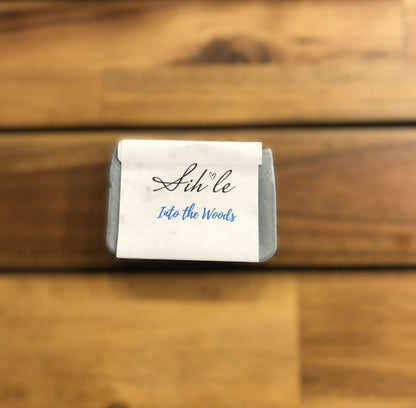 Sih♡le
Into the Woods